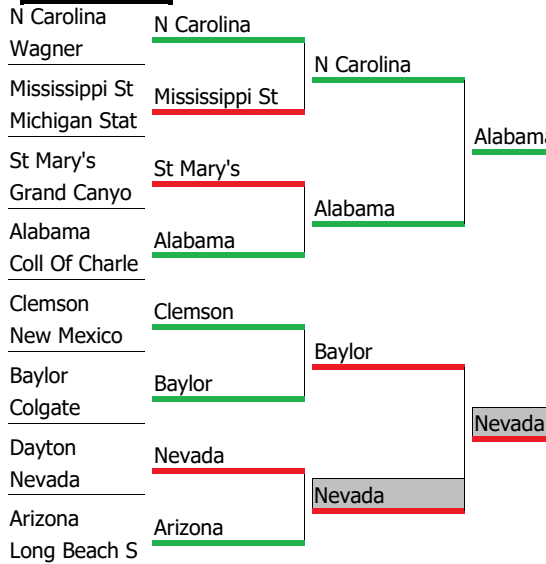 N Carolina
Wagner
Mississippi St
Michigan Stat
St Mary's
Grand Canyo
Alabama
Coll Of Charle
Clemson
New Mexico
Baylor
Colgate
Dayton
Nevada
Arizona
Long Beach S
N Carolina
Mississippi St
St Mary's
Alabama
Clemson
Baylor
Nevada
Arizona
N Carolina
Alabama
Baylor
Nevada
Alabama
Nevada